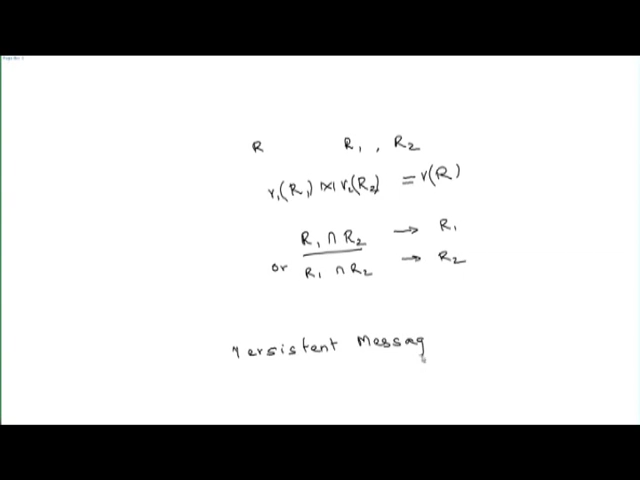 R R₁ , R₂
r₁(R₁) ⋈ r₂(R₂) = r(R)
R₁ ∩ R₂ → R₁
or R₁ ∩ R₂ → R₂
Persistent Messag